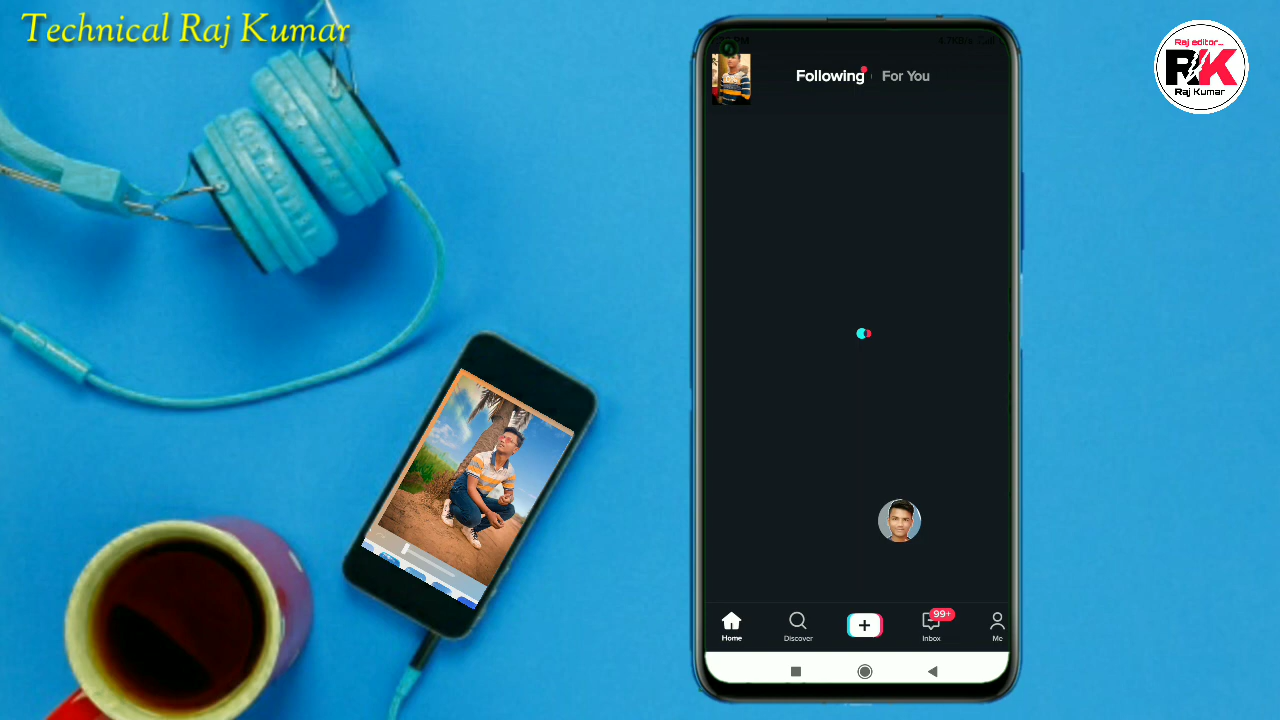 Technical Raj Kumar
Raj editor...
RK
Raj Kumar
Following
For You
99+
Home
Discover
Inbox
Me